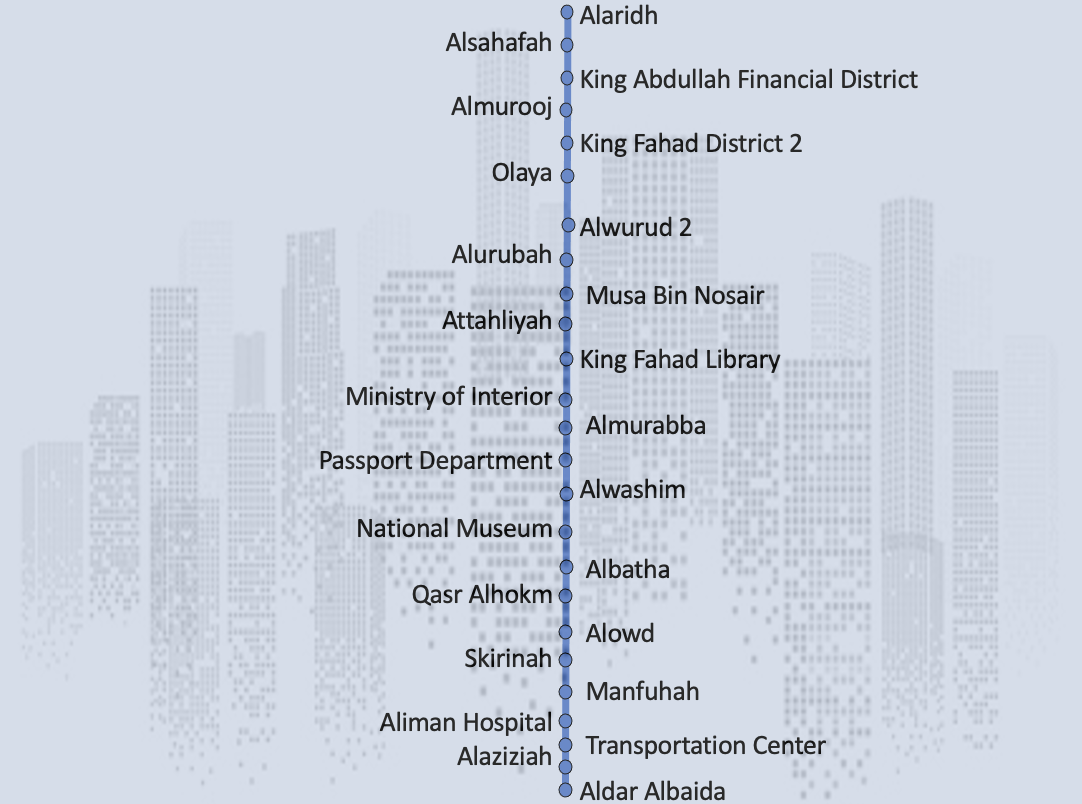 Alaridh
Alsahafah
King Abdullah Financial District
Almurooj
King Fahad District 2
Olaya
Alwurud 2
Alurubah
Musa Bin Nosair
Attahliyah
King Fahad Library
Ministry of Interior
Almurabba
Passport Department
Alwashim
National Museum
Albatha
Qasr Alhokm
Alowd
Skirinah
Manfuhah
Aliman Hospital
Transportation Center
Alaziziah
Aldar Albaida